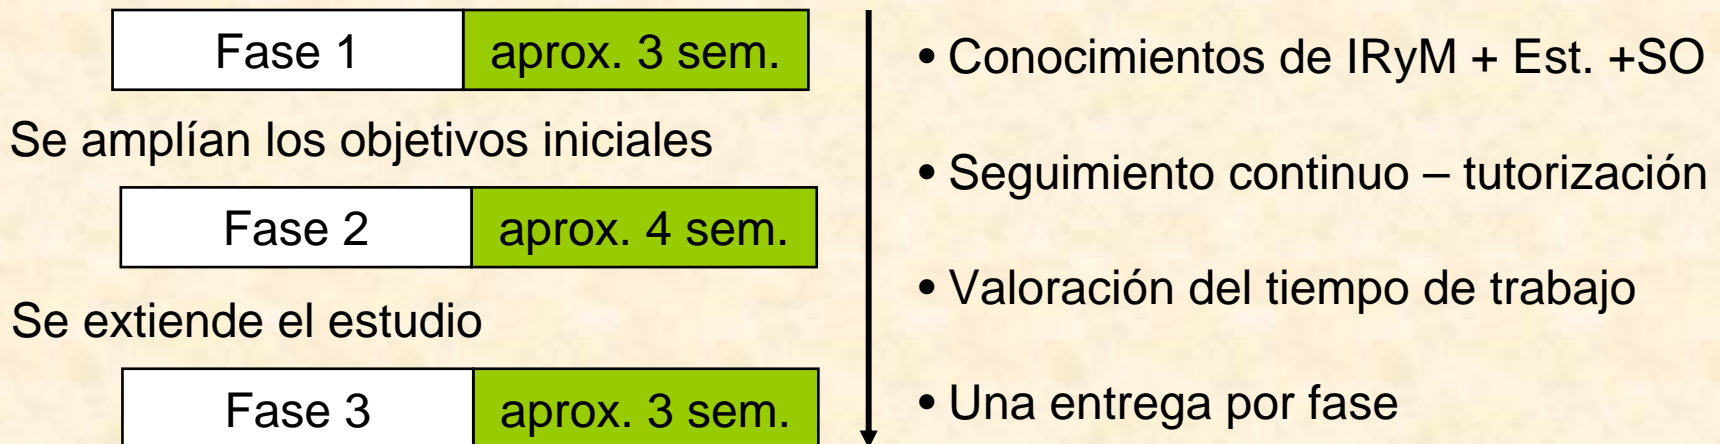 Fase 1 aprox. 3 sem.
Se amplían los objetivos iniciales
Fase 2 aprox. 4 sem.
Se extiende el estudio
Fase 3 aprox. 3 sem.
• Conocimientos de IRyM + Est. +SO
• Seguimiento continuo – tutorización
• Valoración del tiempo de trabajo
• Una entrega por fase